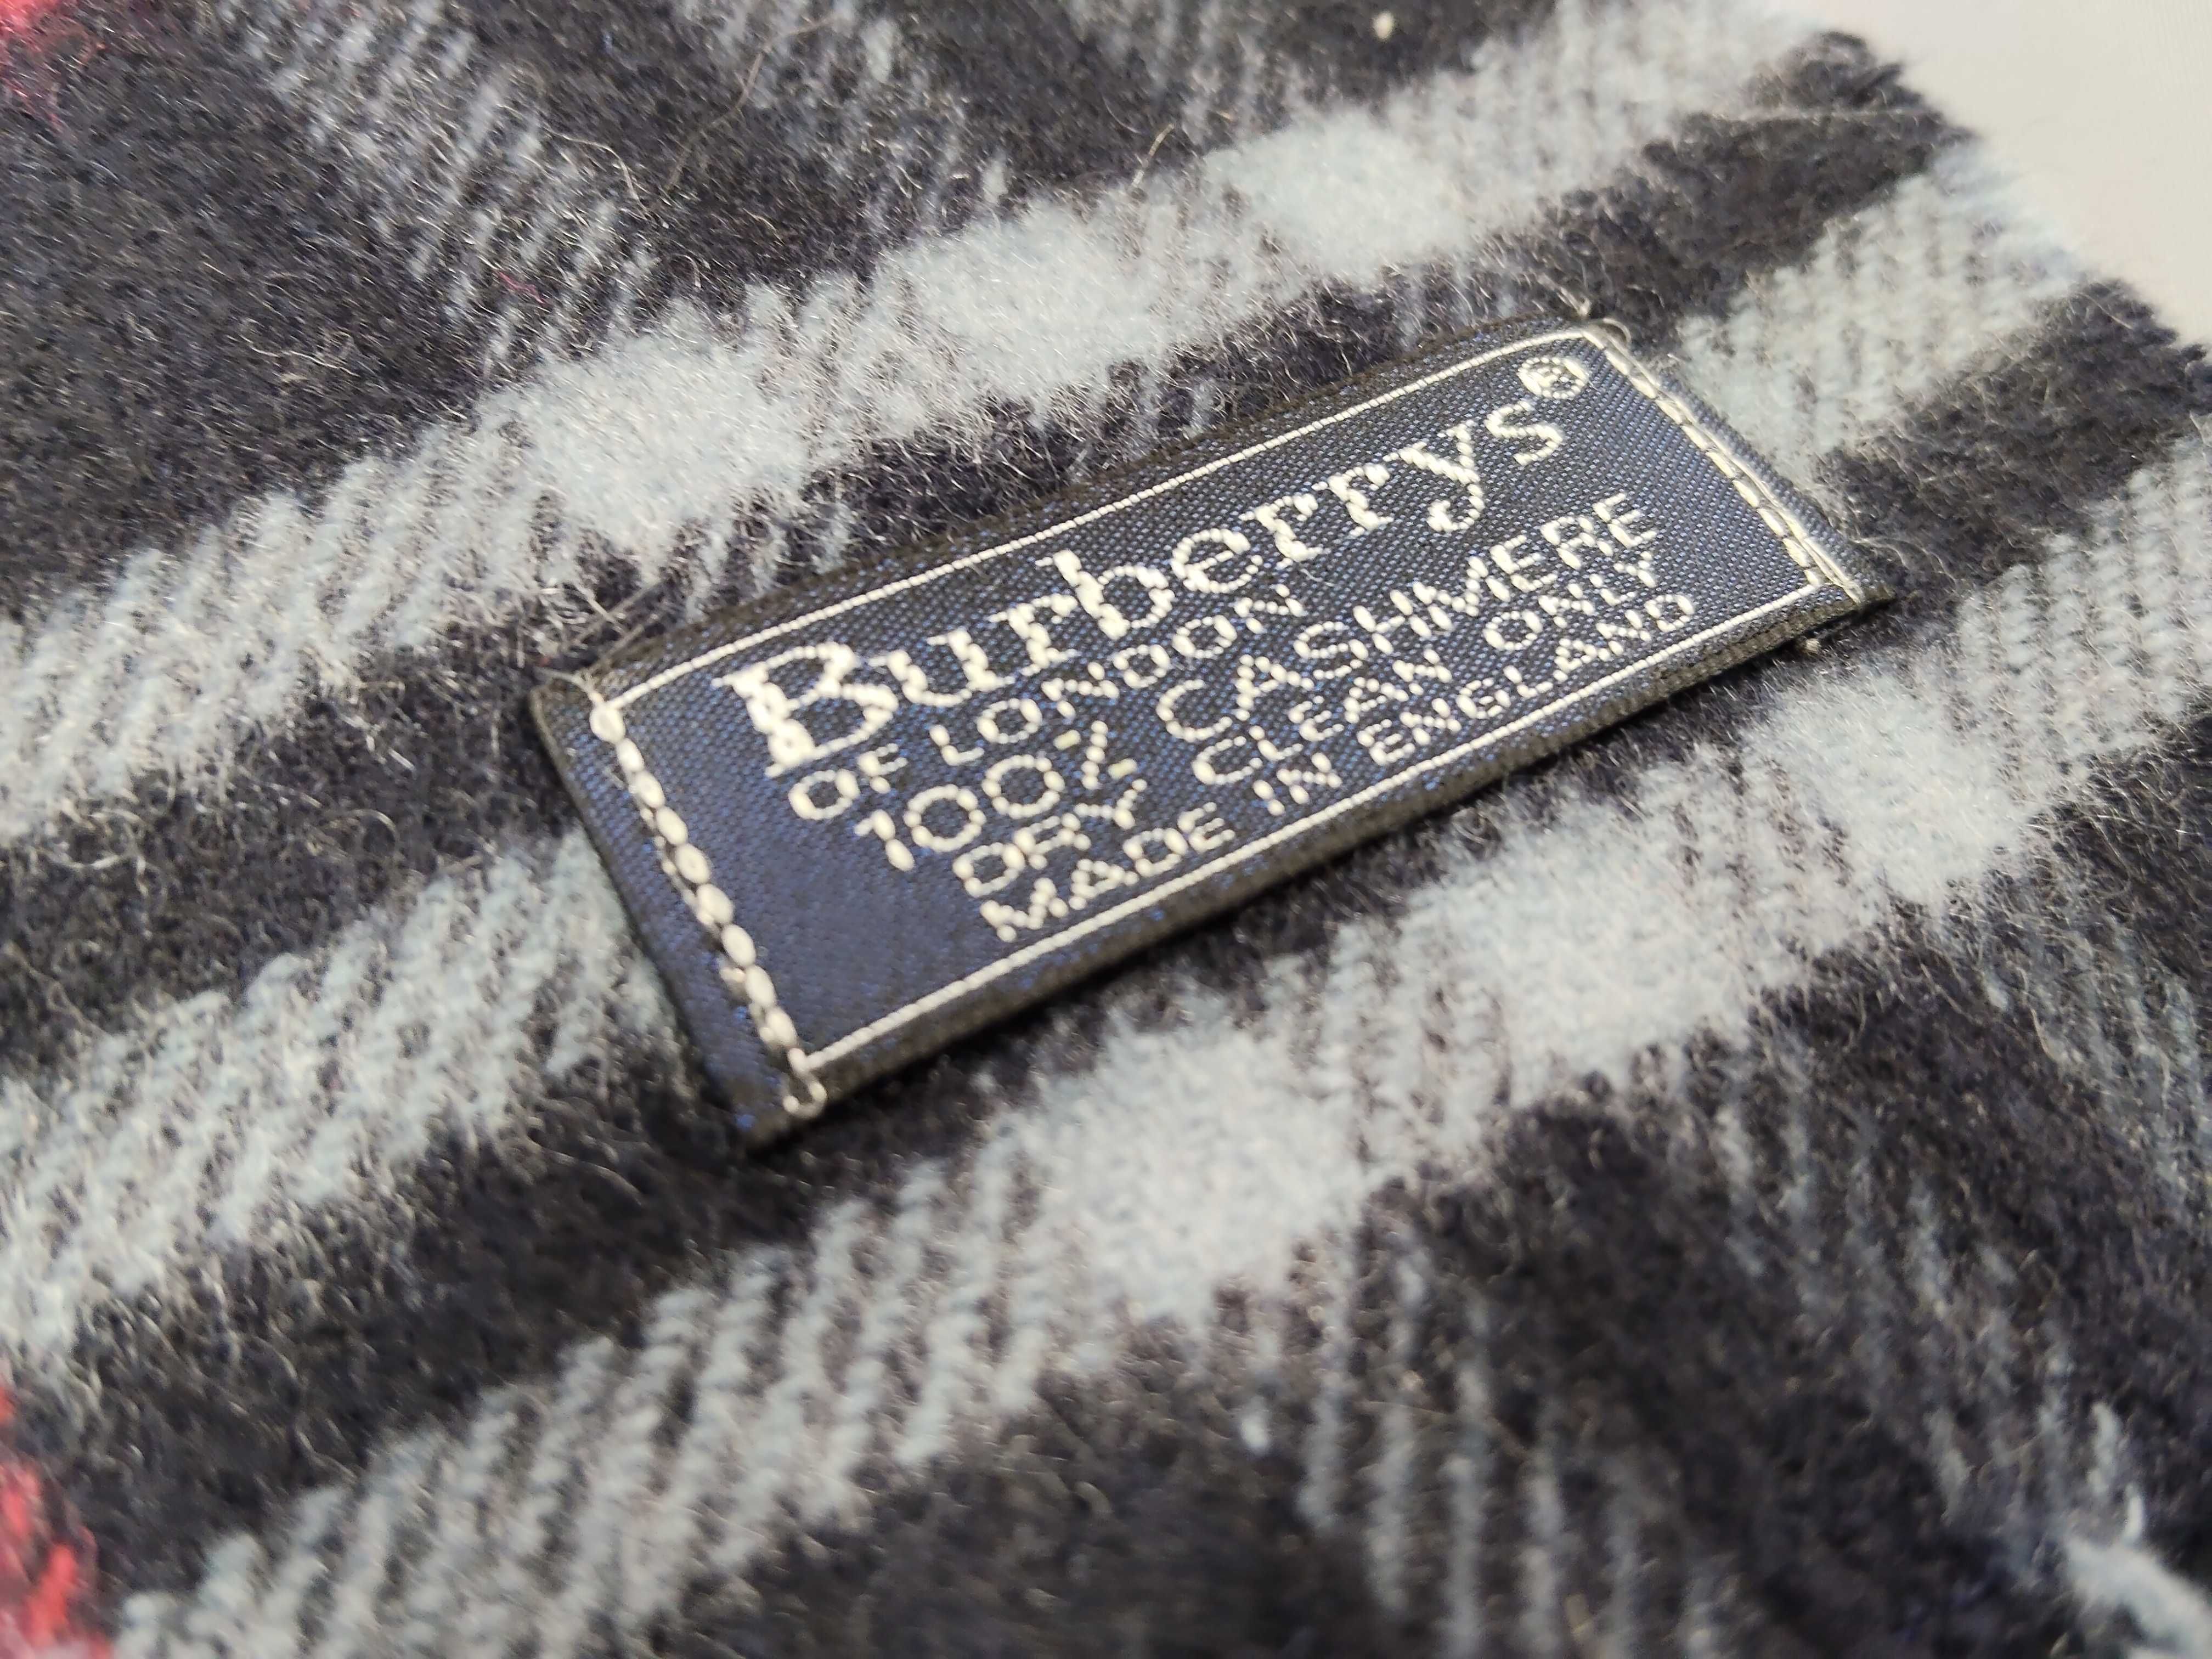 Burberrys®
OF LONDON
100% CASHMERE
DRY CLEAN ONLY
MADE IN ENGLAND